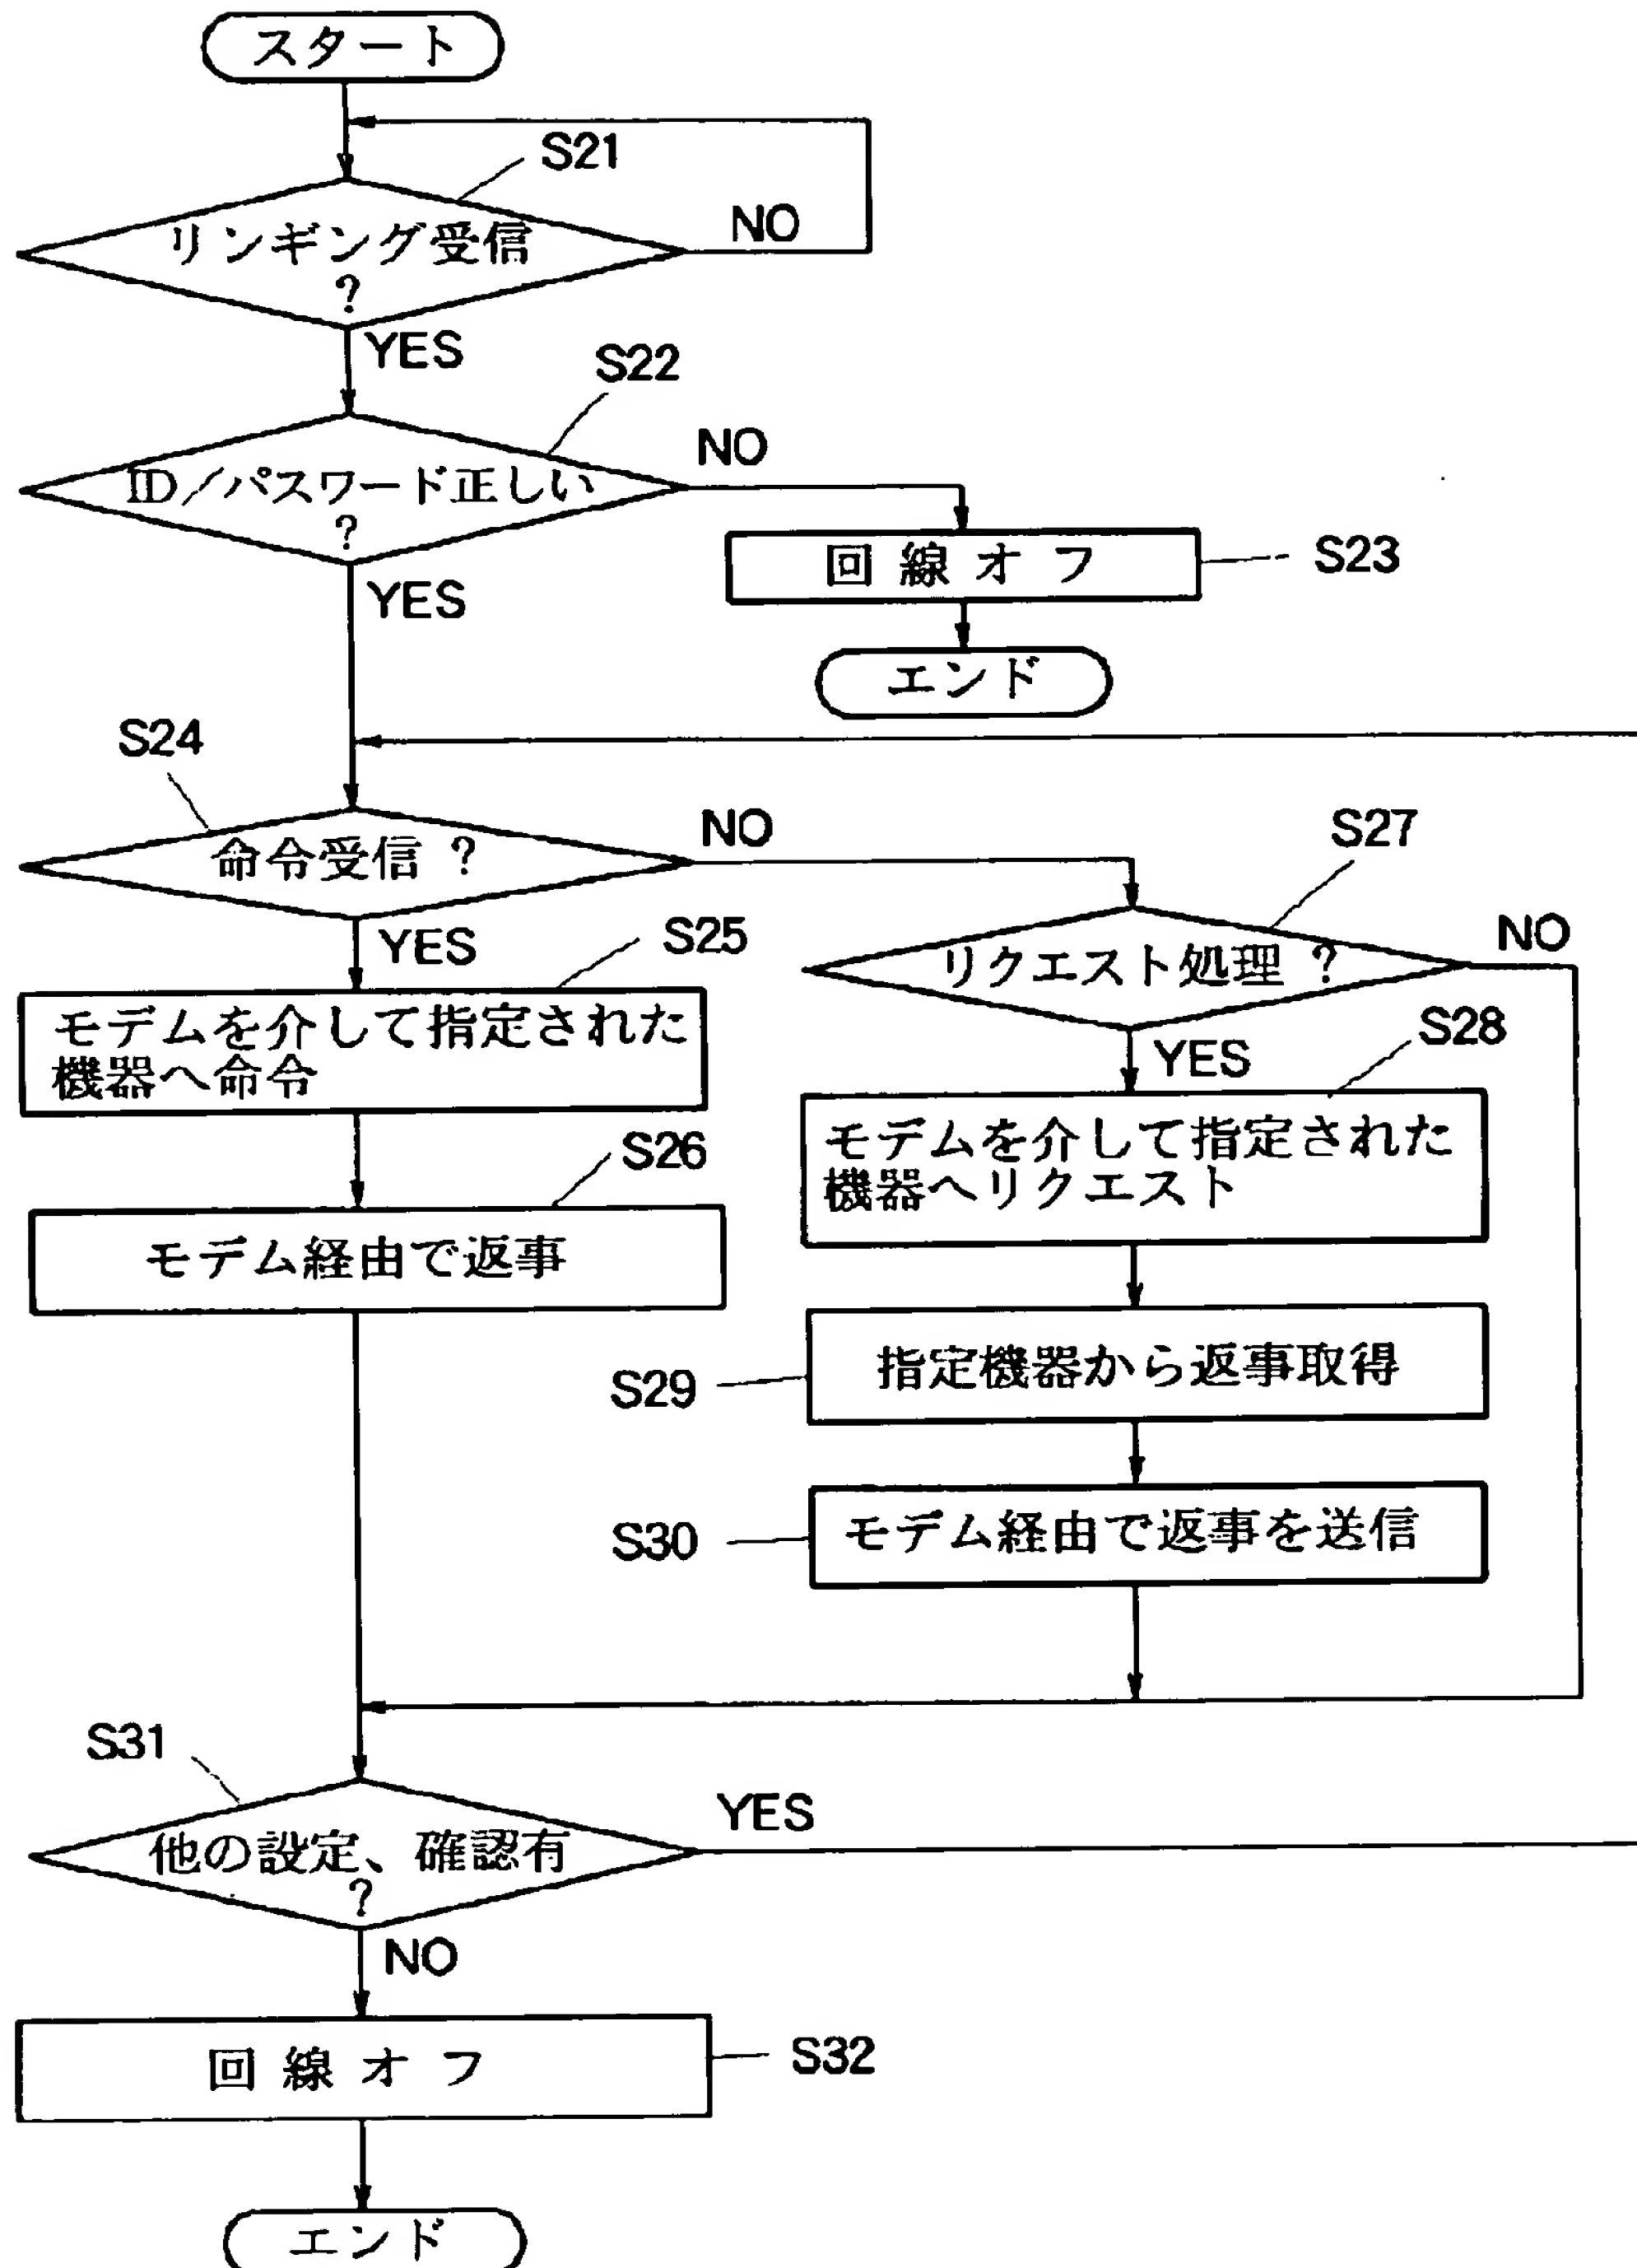 スタート
S21
リンギング受信
?
NO
YES
S22
ID/パスワード正しい
?
NO
回線オフ
S23
YES
エンド
S24
命令受信 ?
NO
S27
リクエスト処理 ?
NO
YES
S25
モデムを介して指定された
機器へ命令
YES
S28
モデムを介して指定された
機器へリクエスト
S26
モデム経由で返事
S29
指定機器から返事取得
S30
モデム経由で返事を送信
S31
他の設定、確認有
?
YES
NO
回線オフ
S32
エンド